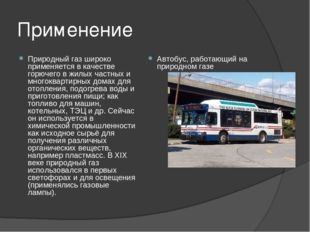 Применение
Природный газ широко
применяется в качестве
горючего в жилых частных и
многоквартирных домах для
отопления, подогрева воды и
приготовления пищи; как
топливо для машин,
котельных, ТЭЦ и др. Сейчас
он используется в
химической промышленности
как исходное сырьё для
получения различных
органических веществ,
например пластмасс. В XIX
веке природный газ
использовался в первых
светофорах и для освещения
(применялись газовые
лампы).
Автобус, работающий на
природном газе